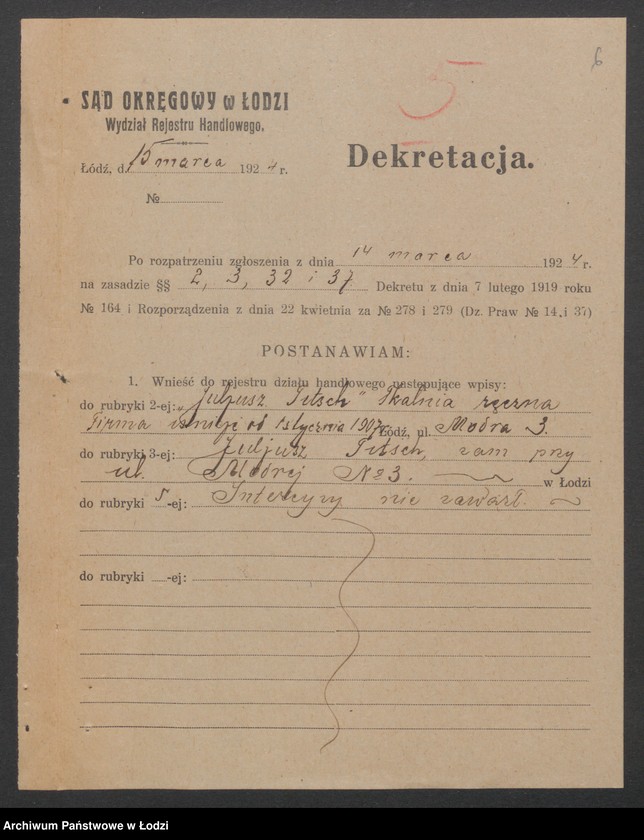 6
5
SĄD OKRĘGOWY w ŁODZI
Wydział Rejestru Handlowego.
Łódź, d. 15 marca 1924 r.
Dekretacja.
№
Po rozpatrzeniu zgłoszenia z dnia 14 marca 1924 r.
na zasadzie §§ 2, 3, 32 i 37 Dekretu z dnia 7 lutego 1919 roku
№ 164 i Rozporządzenia z dnia 22 kwietnia za № 278 i 279 (Dz. Praw № 14, i 37)
POSTANAWIAM:
1. Wnieść do rejestru działu handlowego następujące wpisy:
do rubryki 2-ej: „Juljusz Titsch" Tkalnia ręczna
Firma istnieje od 1 stycznia 1907 r. Łódź, ul. Modra 3.
do rubryki 3-ej: Juljusz Titsch, zam przy
ul. Modrej № 3. w Łodzi
do rubryki 5-ej: Intercyzy nie zawarł.
do rubryki -ej:
Archiwum Państwowe w Łodzi